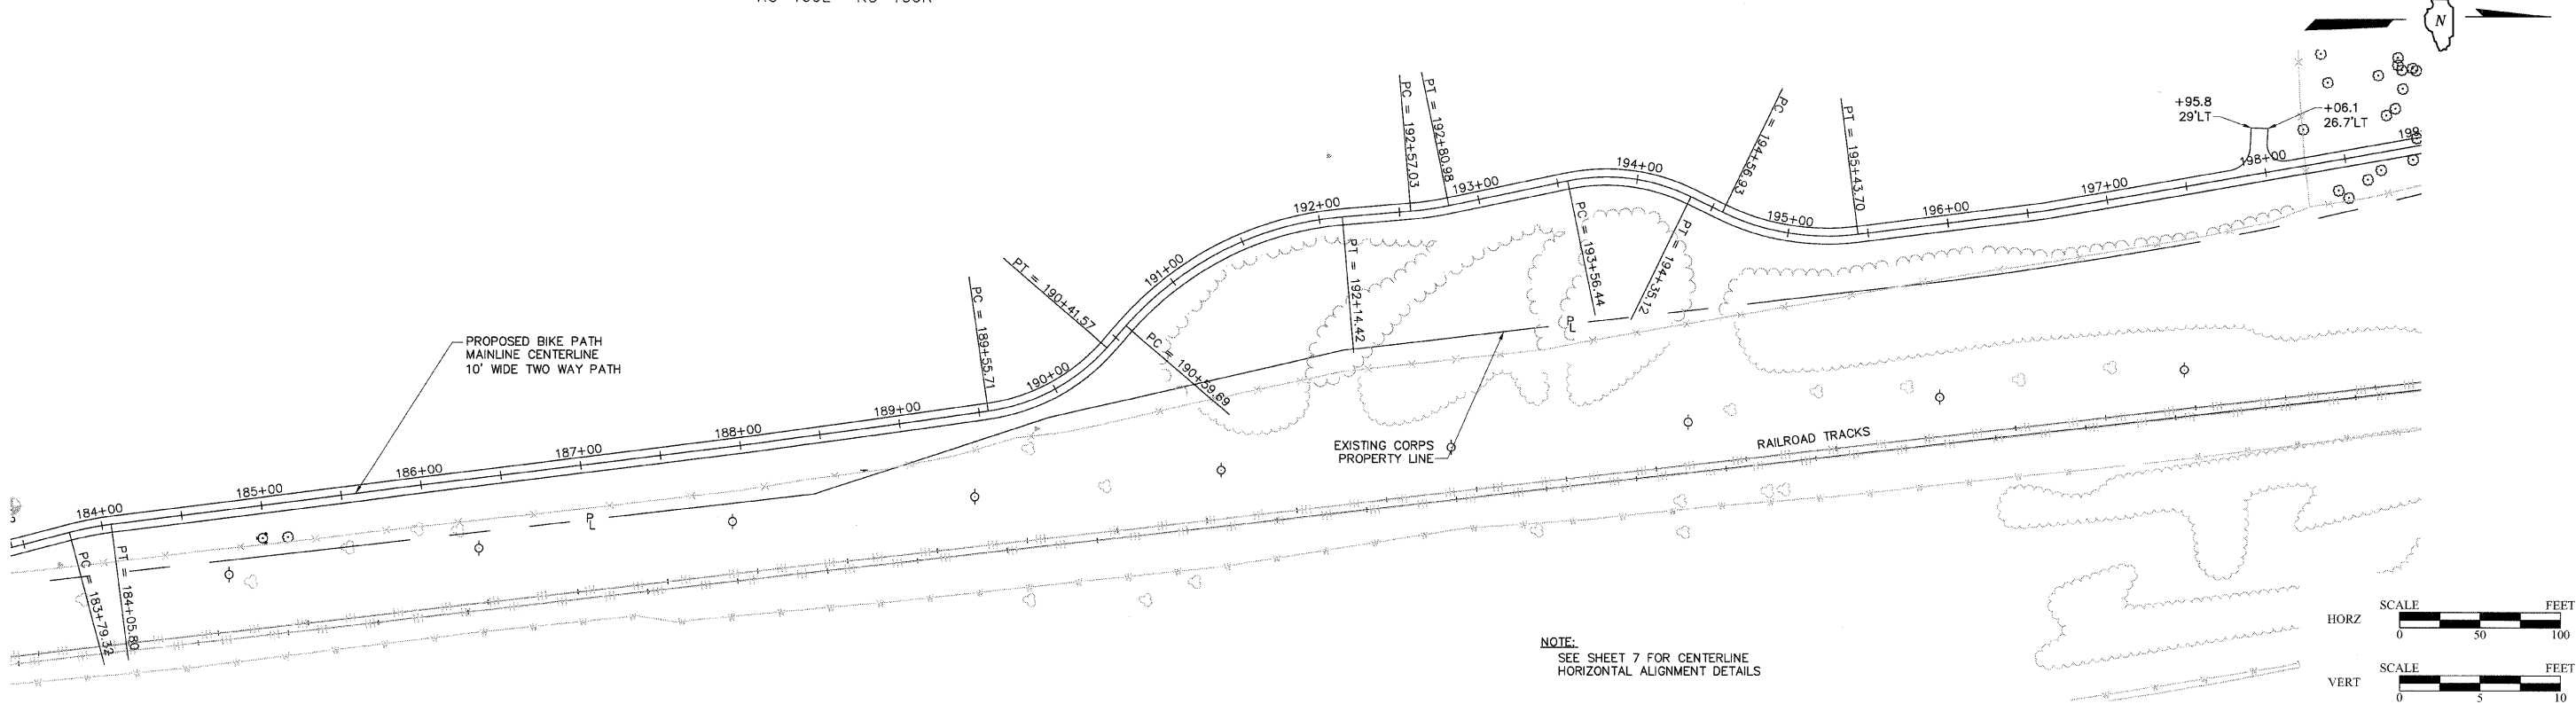 N
+95.8
29'LT
+06.1
26.7'LT
PC = 192+57.03
PT = 192+80.98
PC = 194+56.93
PT = 195+43.70
193+00
194+00
195+00
196+00
197+00
198+00
192+00
191+00
190+00
189+00
188+00
187+00
186+00
185+00
184+00
PT = 190+41.57
PC = 189+55.71
PC = 190+59.69
PT = 192+14.42
PC = 193+56.44
PT = 194+35.12
PROPOSED BIKE PATH
MAINLINE CENTERLINE
10' WIDE TWO WAY PATH
PL
PL
EXISTING CORPS
PROPERTY LINE
RAILROAD TRACKS
PC = 183+79.32
PT = 184+05.80
NOTE:
SEE SHEET 7 FOR CENTERLINE
HORIZONTAL ALIGNMENT DETAILS
SCALE FEET
HORZ
0 50 100
SCALE FEET
VERT
0 5 10